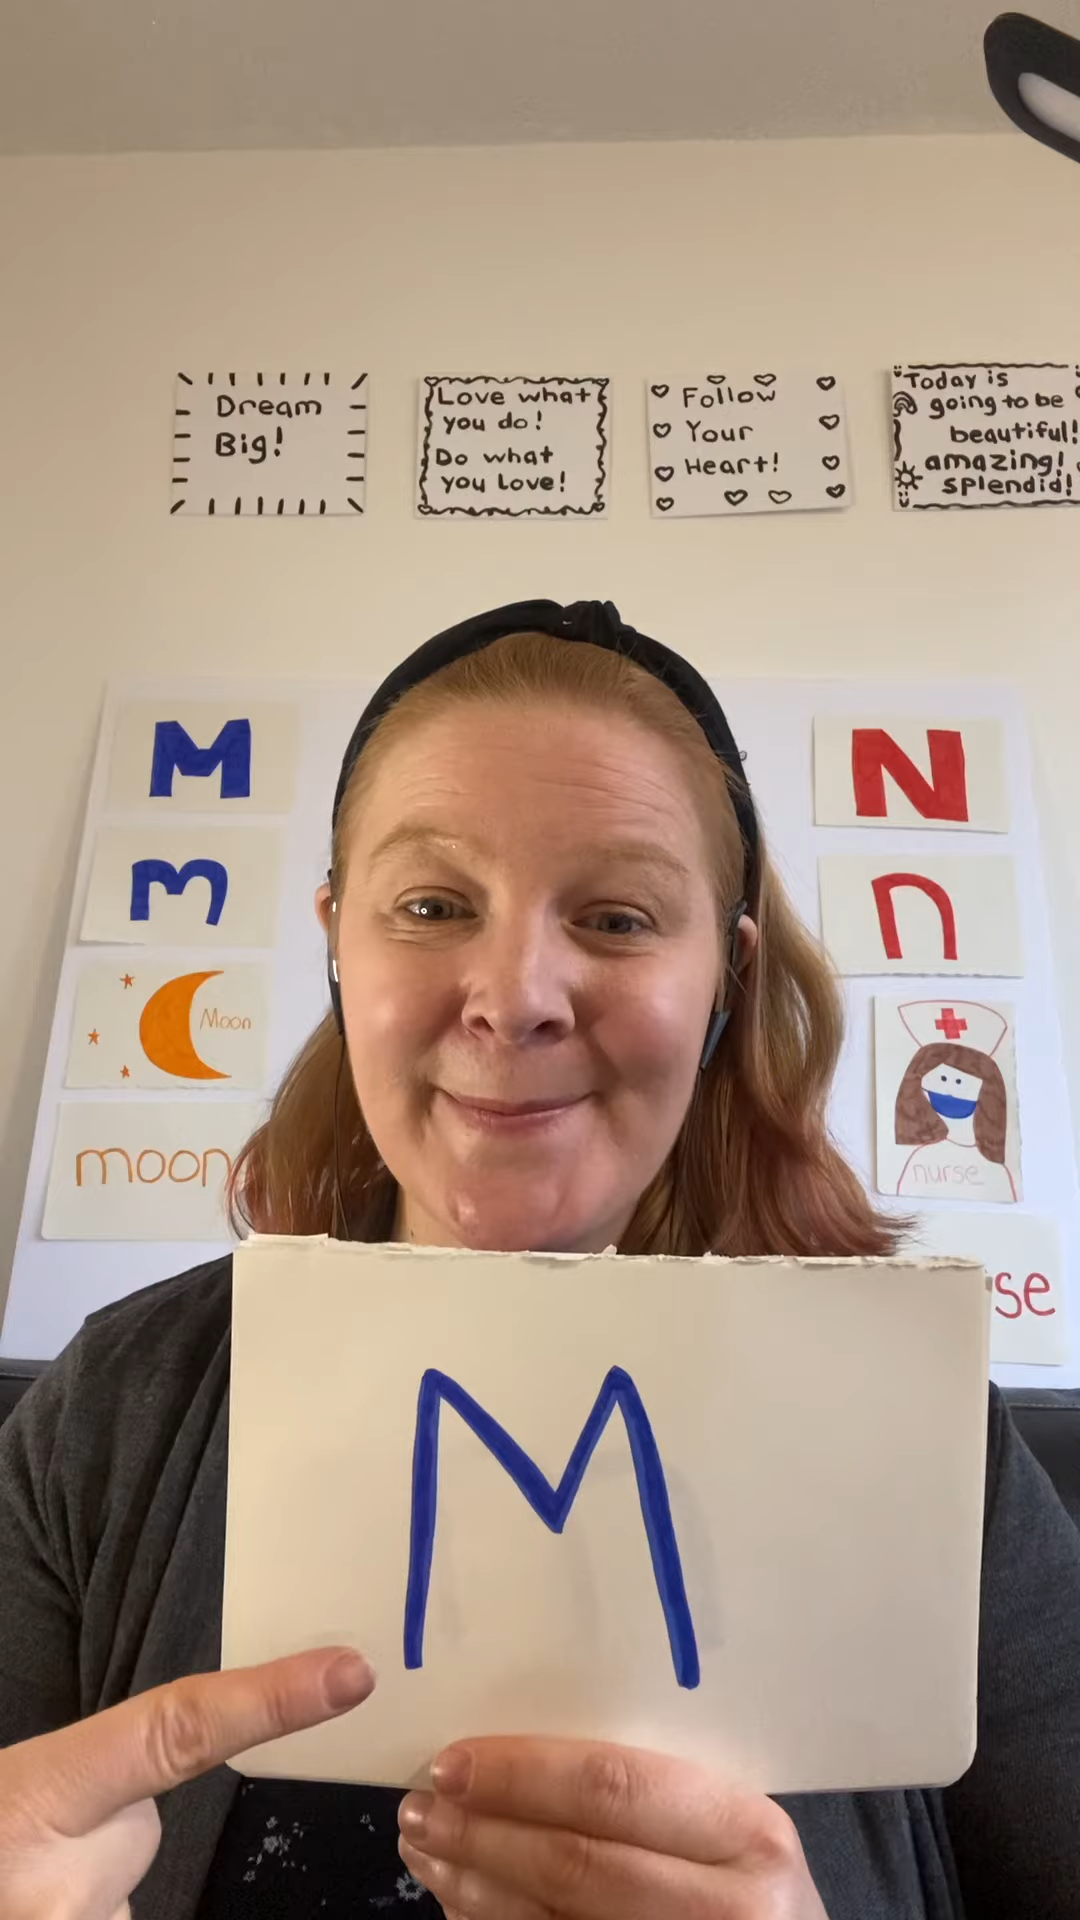 Dream
Big!
Love what
you do!
Do what
you Love!
Follow
Your
Heart!
Today is
going to be
beautiful!
amazing!
splendid!
M
m
Moon
moon
N
n
nurse
se
M